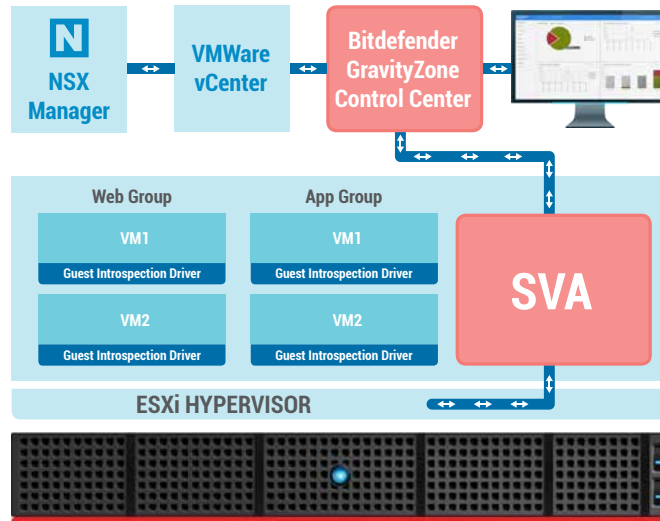 N
NSX
Manager
VMWare
vCenter
Bitdefender
GravityZone
Control Center
Web Group
App Group
VM1
Guest Introspection Driver
VM1
Guest Introspection Driver
VM2
Guest Introspection Driver
VM2
Guest Introspection Driver
SVA
ESXi HYPERVISOR